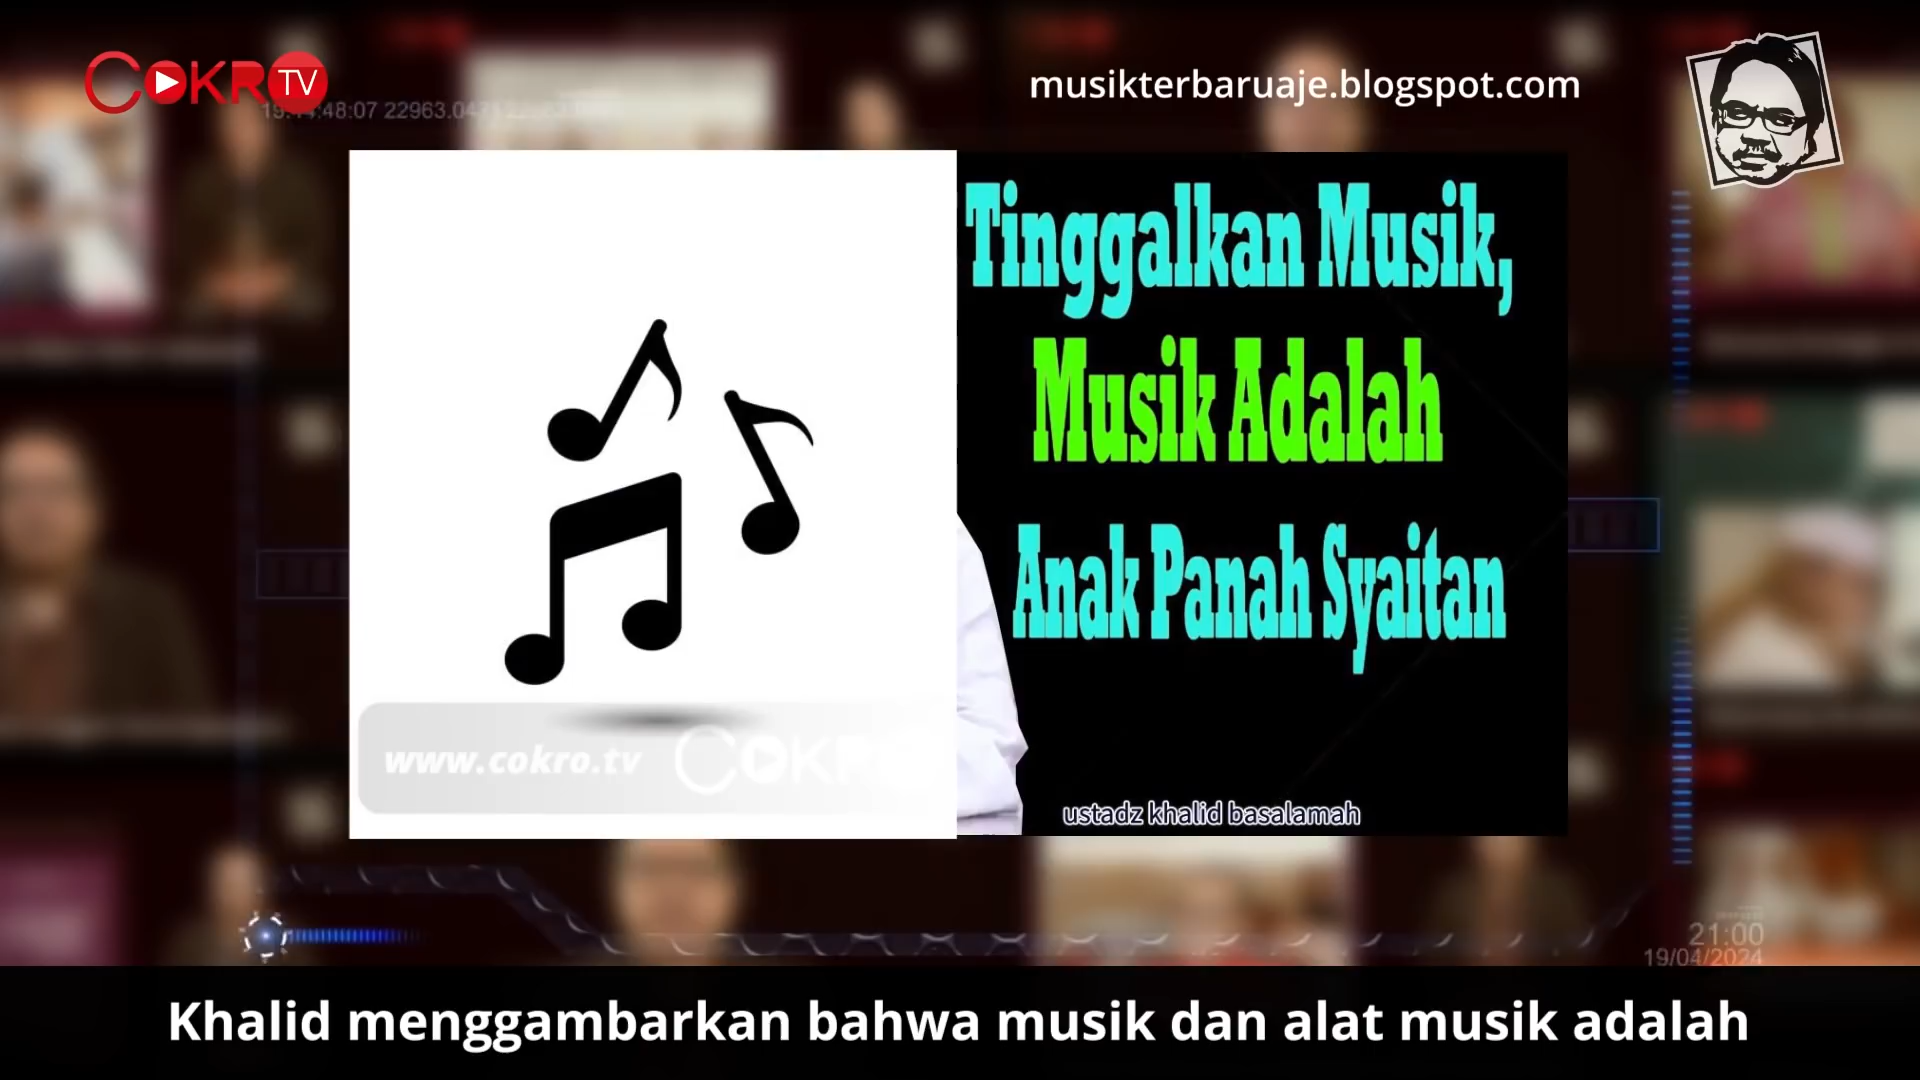 COKRO TV
musikterbaruaje.blogspot.com
Tinggalkan Musik,
Musik Adalah
Anak Panah Syaitan
www.cokro.tv
ustadz khalid basalamah
21:00
19/04/2024
Khalid menggambarkan bahwa musik dan alat musik adalah